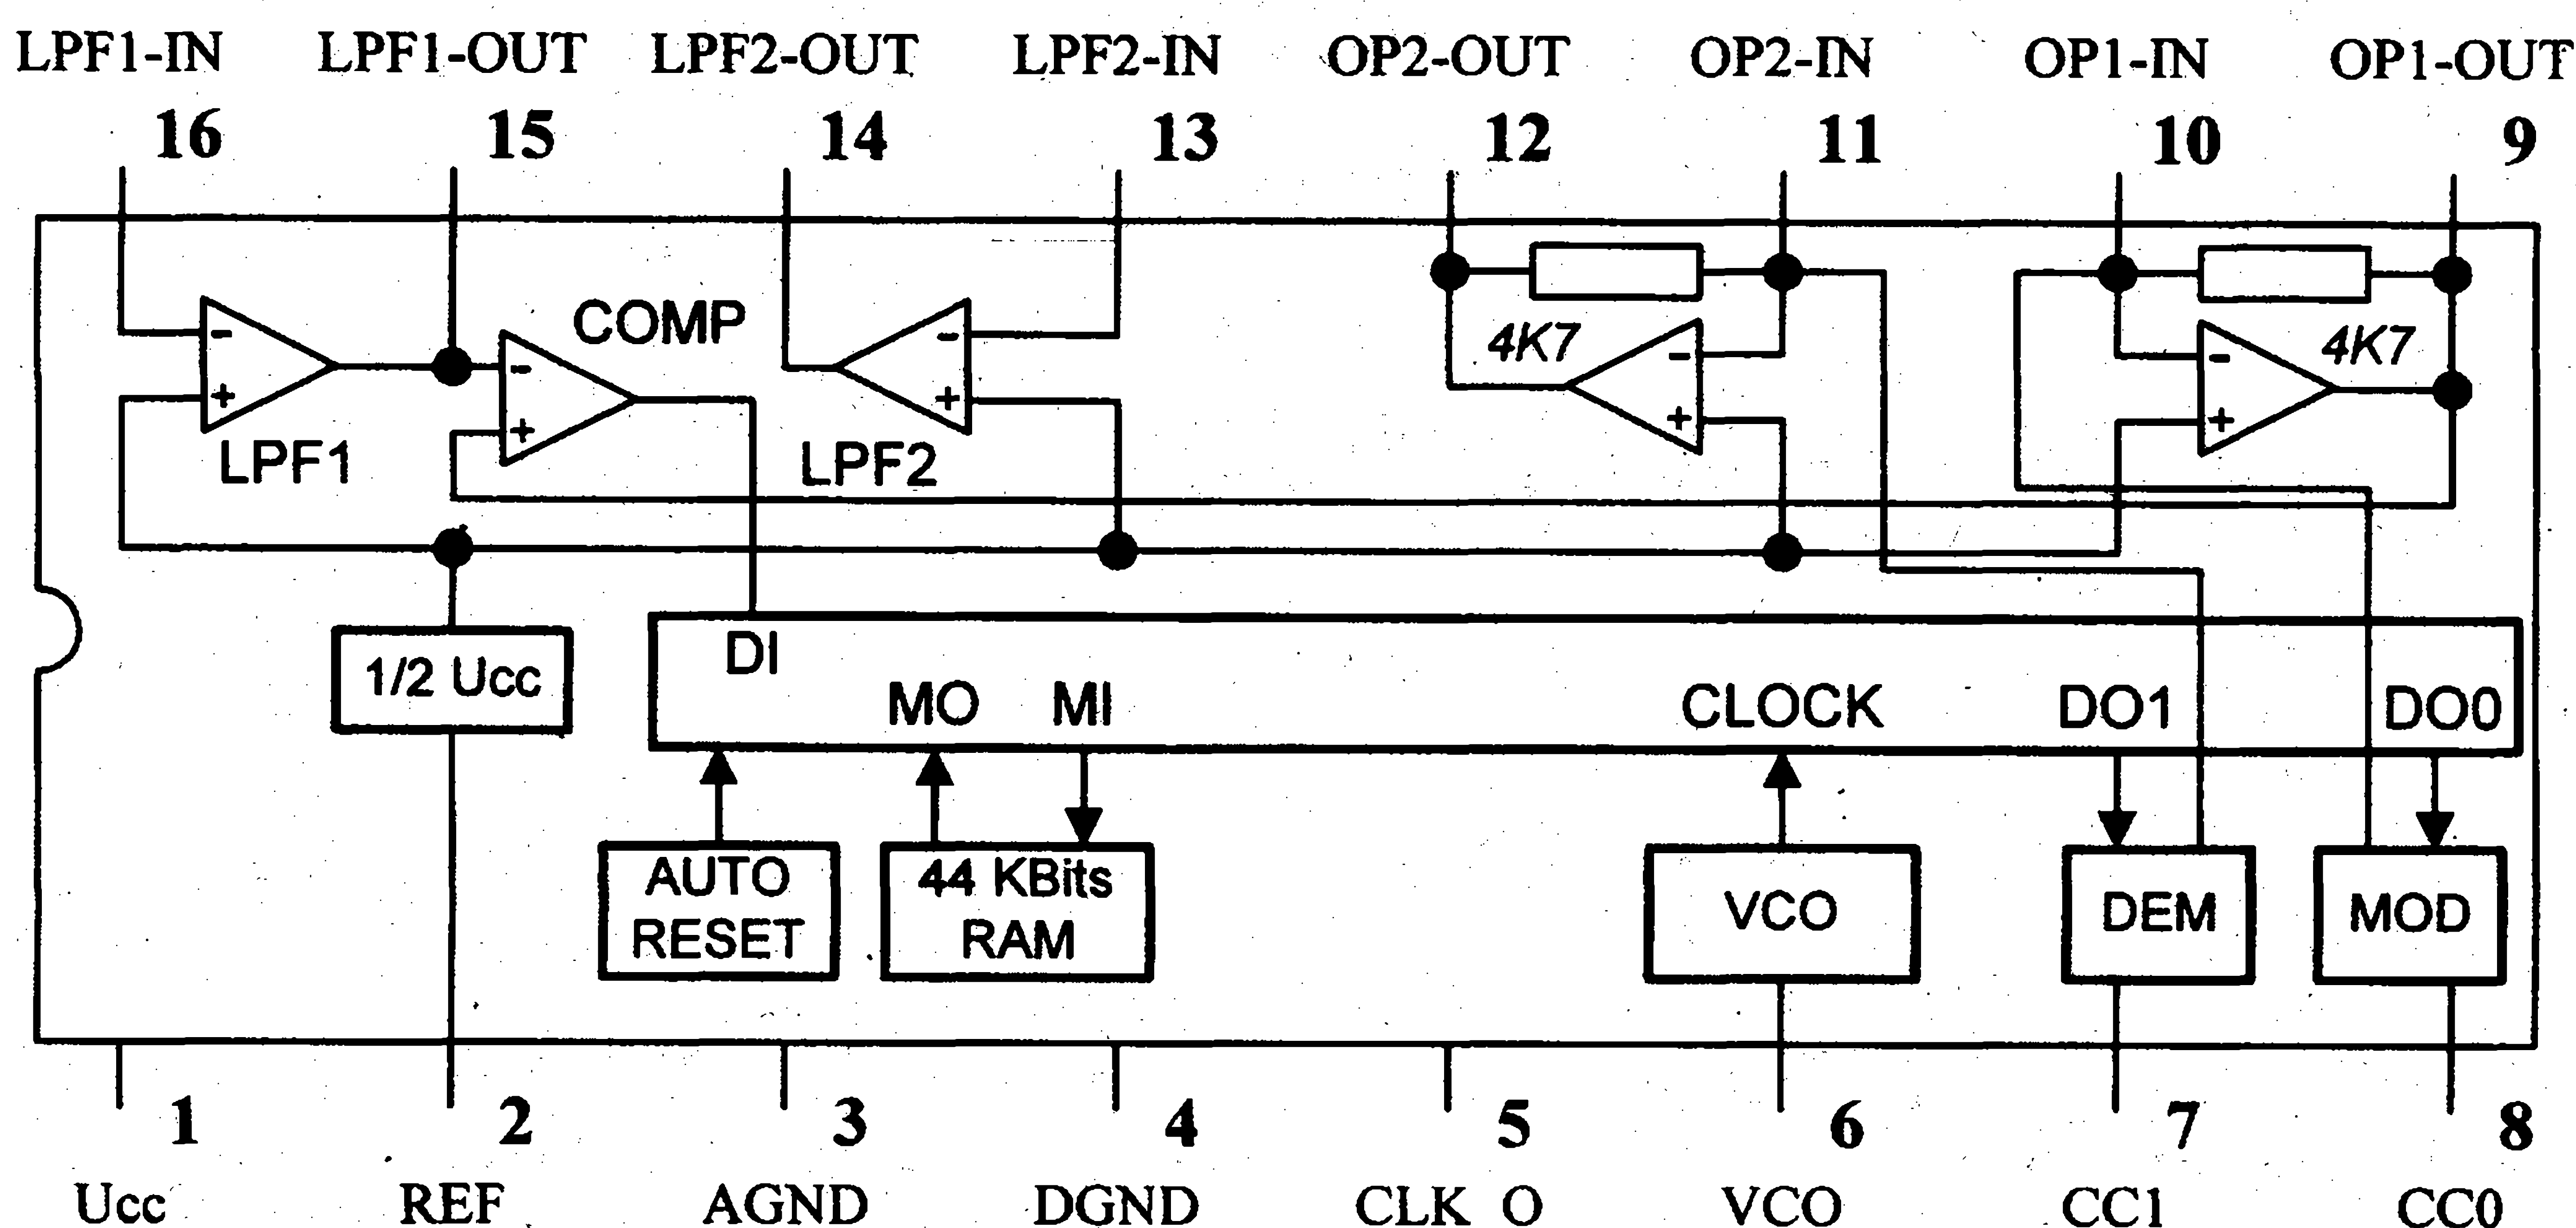 LPF1-IN LPF1-OUT LPF2-OUT LPF2-IN OP2-OUT OP2-IN OP1-IN OP1-OUT
16 15 14 13 12 11 10 9
COMP
- - - - -
4K7 4K7
+ + + + +
LPF1 LPF2
DI
1/2 Ucc
MO MI CLOCK DO1 DO0
AUTO
RESET
44 KBits
RAM
VCO
DEM
MOD
1 2 3 4 5 6 7 8
Ucc REF AGND DGND CLK O VCO CC1 CC0